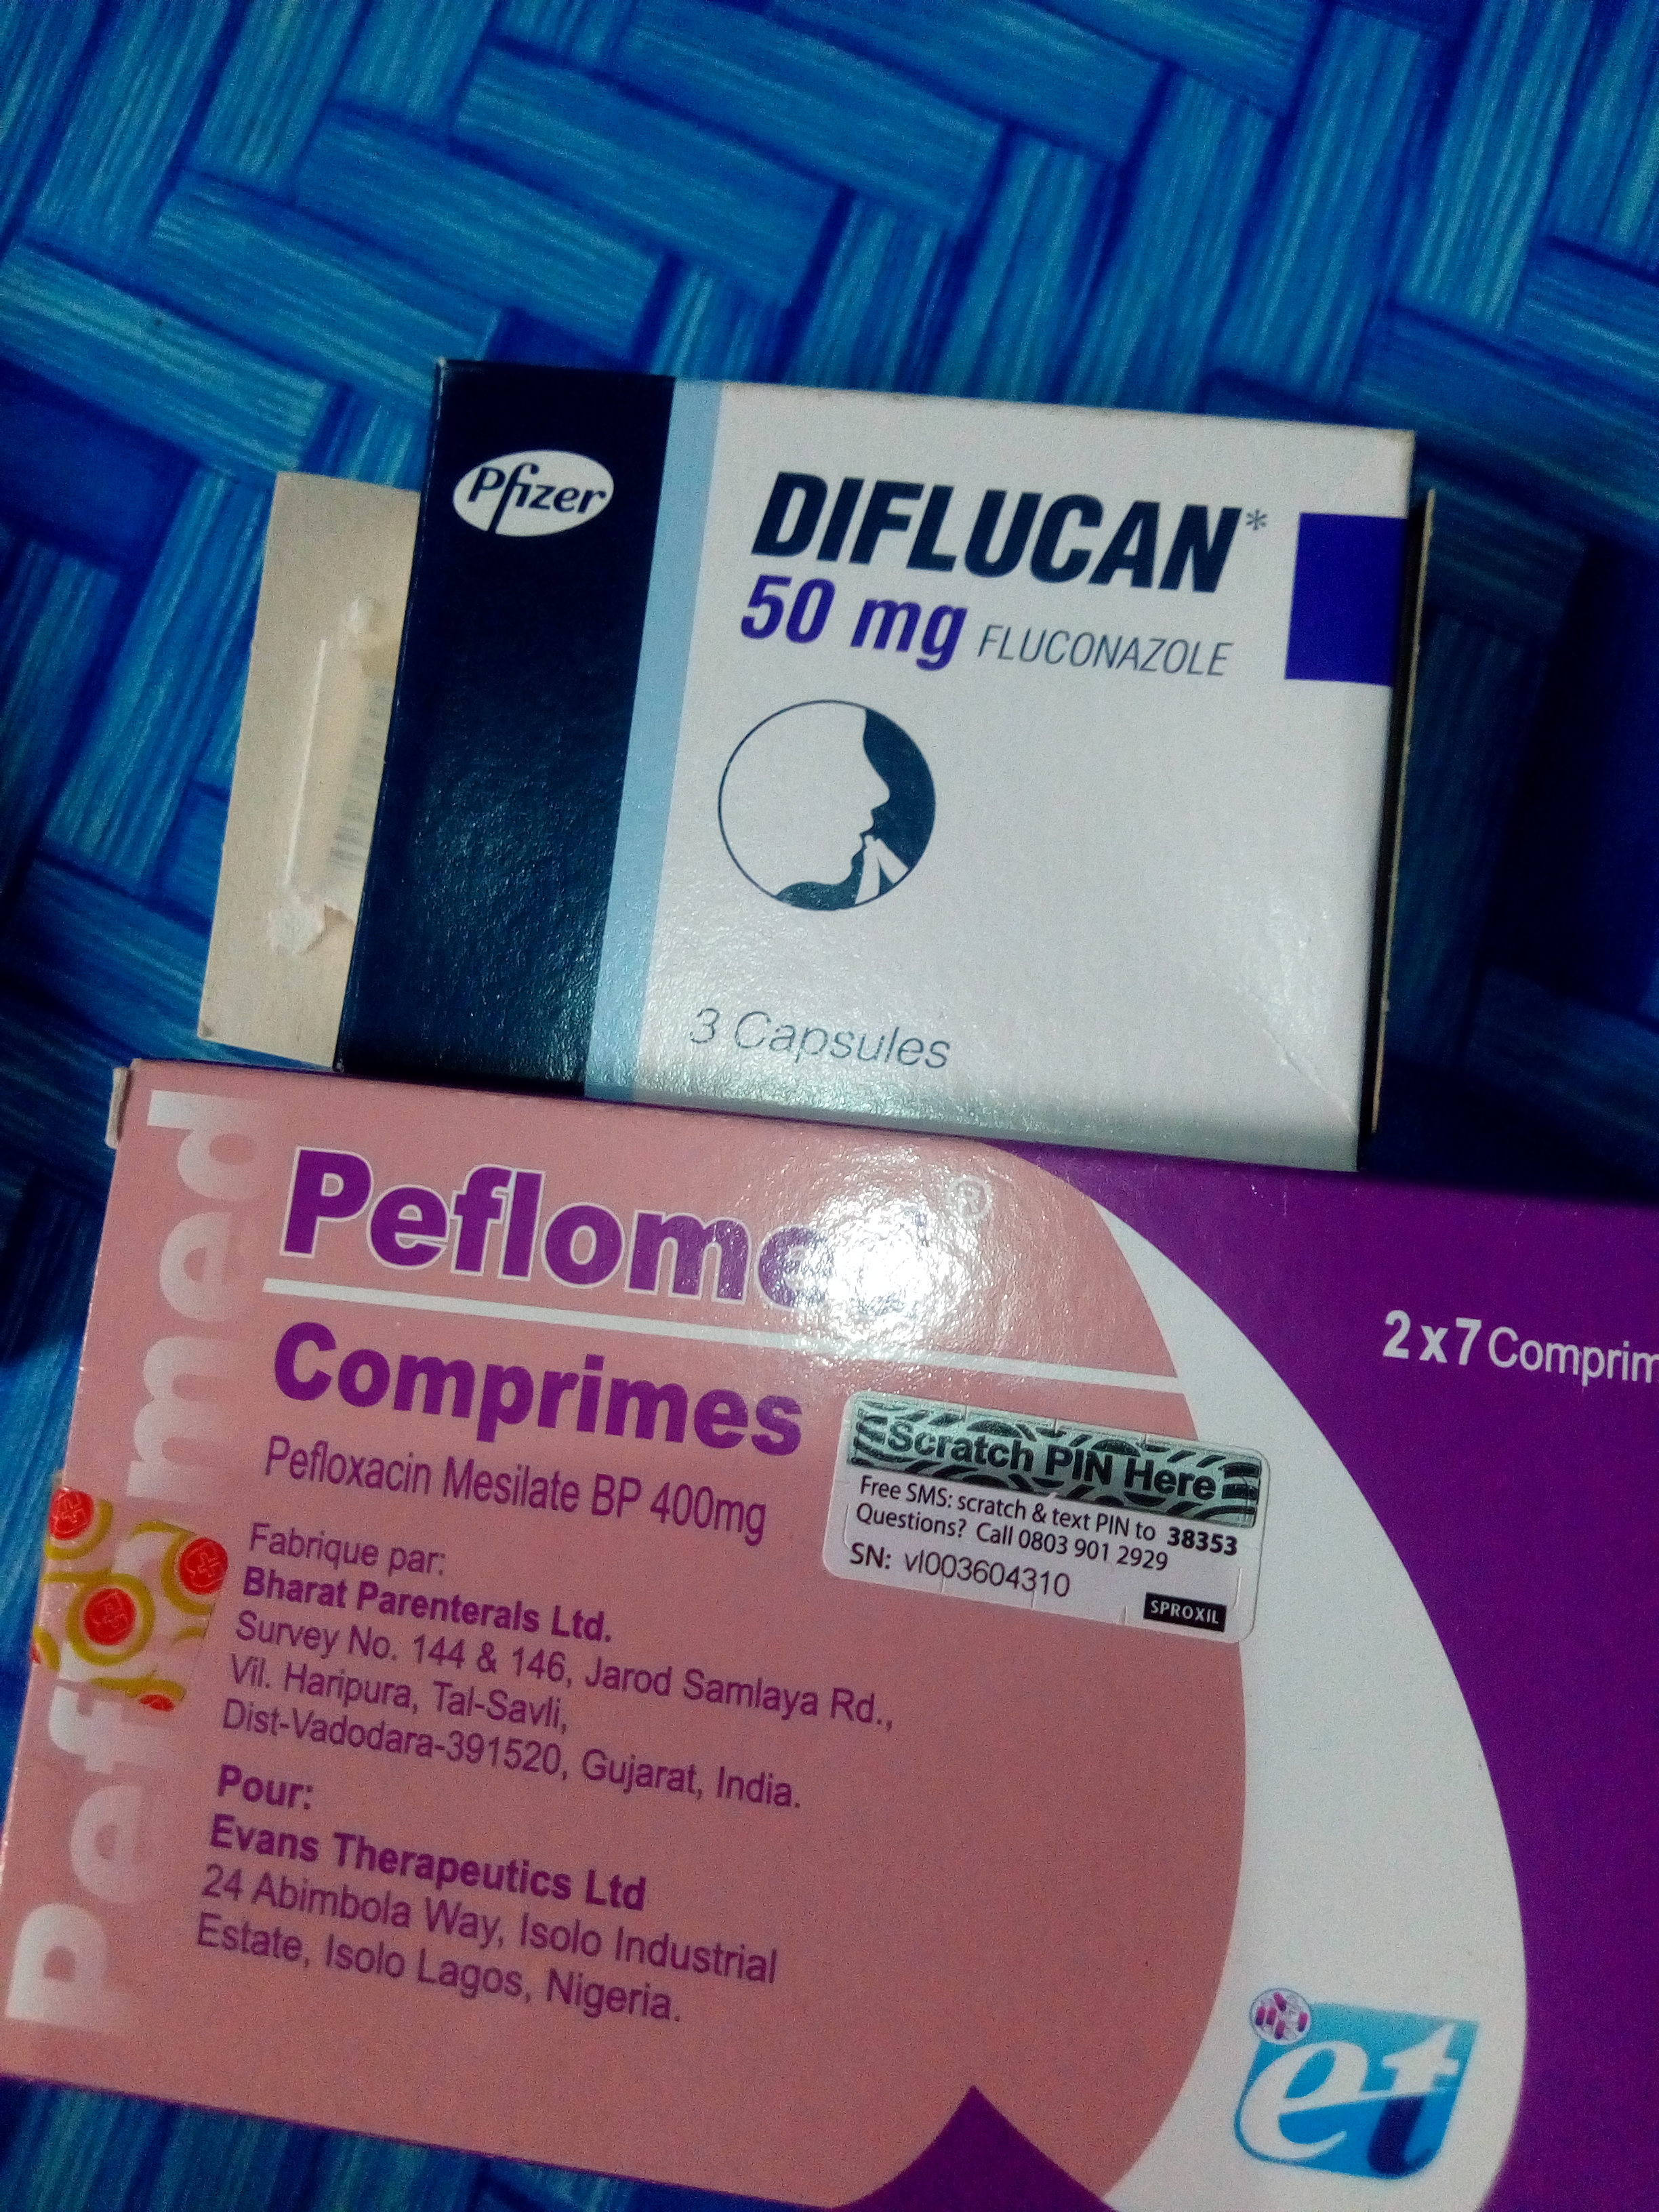 Pfizer
DIFLUCAN*
50 mg FLUCONAZOLE
3 Capsules
Peflomed
®
Comprimes
Pefloxacin Mesilate BP 400mg
2 x 7 Comprim
Scratch PIN Here
Free SMS: scratch & text PIN to 38353
Questions? Call 0803 901 2929
SN: vl003604310
SPROXIL
Fabrique par:
Bharat Parenterals Ltd.
Survey No. 144 & 146, Jarod Samlaya Rd.,
Vil. Haripura, Tal-Savli,
Dist-Vadodara-391520, Gujarat, India.
Pour:
Evans Therapeutics Ltd
24 Abimbola Way, Isolo Industrial
Estate, Isolo Lagos, Nigeria.
Peflomed
et